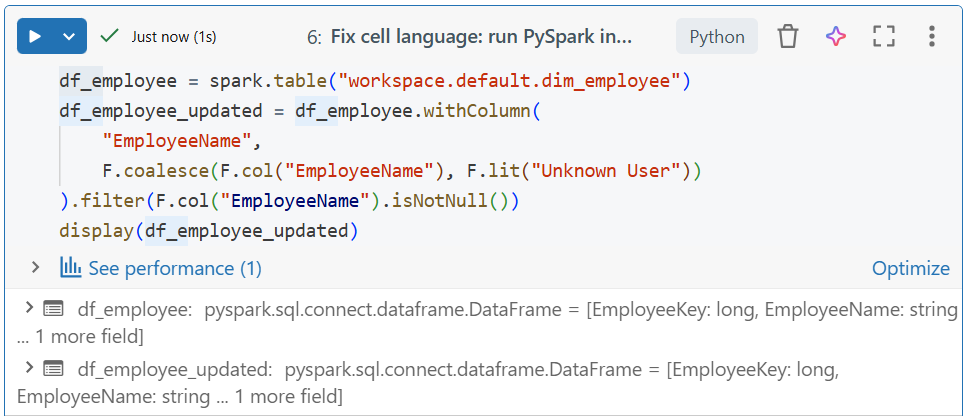 Just now (1s)
6: Fix cell language: run PySpark in...
Python
df_employee = spark.table("workspace.default.dim_employee")
df_employee_updated = df_employee.withColumn(
    "EmployeeName",
    F.coalesce(F.col("EmployeeName"), F.lit("Unknown User"))
).filter(F.col("EmployeeName").isNotNull())
display(df_employee_updated)
See performance (1)
Optimize
df_employee: pyspark.sql.connect.dataframe.DataFrame = [EmployeeKey: long, EmployeeName: string
... 1 more field]
df_employee_updated: pyspark.sql.connect.dataframe.DataFrame = [EmployeeKey: long,
EmployeeName: string ... 1 more field]